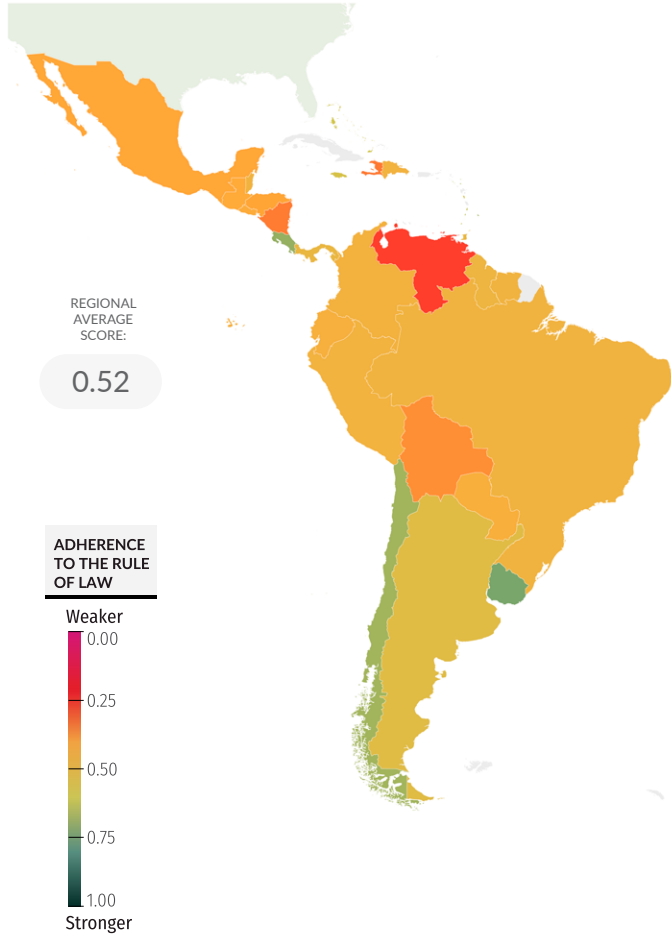 REGIONAL
AVERAGE
SCORE:
0.52
ADHERENCE
TO THE RULE
OF LAW
Weaker
0.00
0.25
0.50
0.75
1.00
Stronger